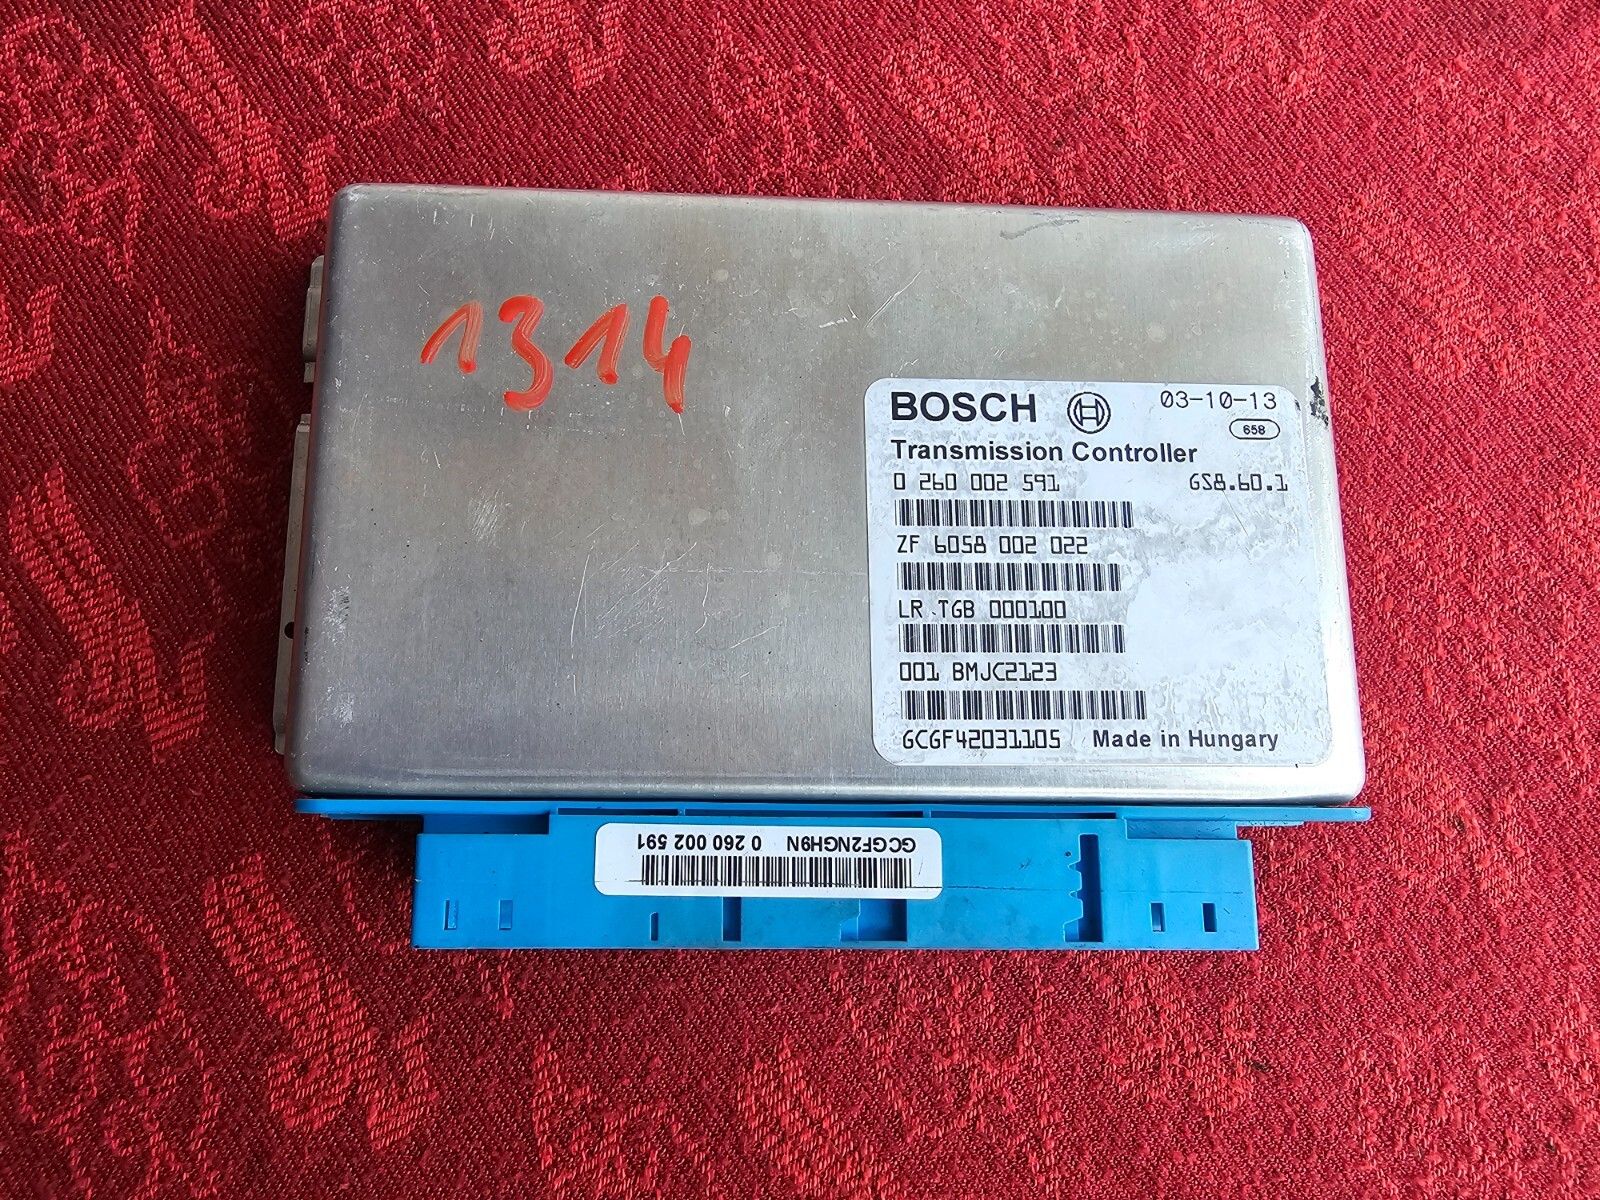 1314
BOSCH 03-10-13
658
Transmission Controller
0 260 002 591 GS8.60.1
ZF 6058 002 022
LR TGB 000100
001 BMJC2123
GCGF42031105 Made in Hungary
GCGF2NGH9N 0 260 002 591